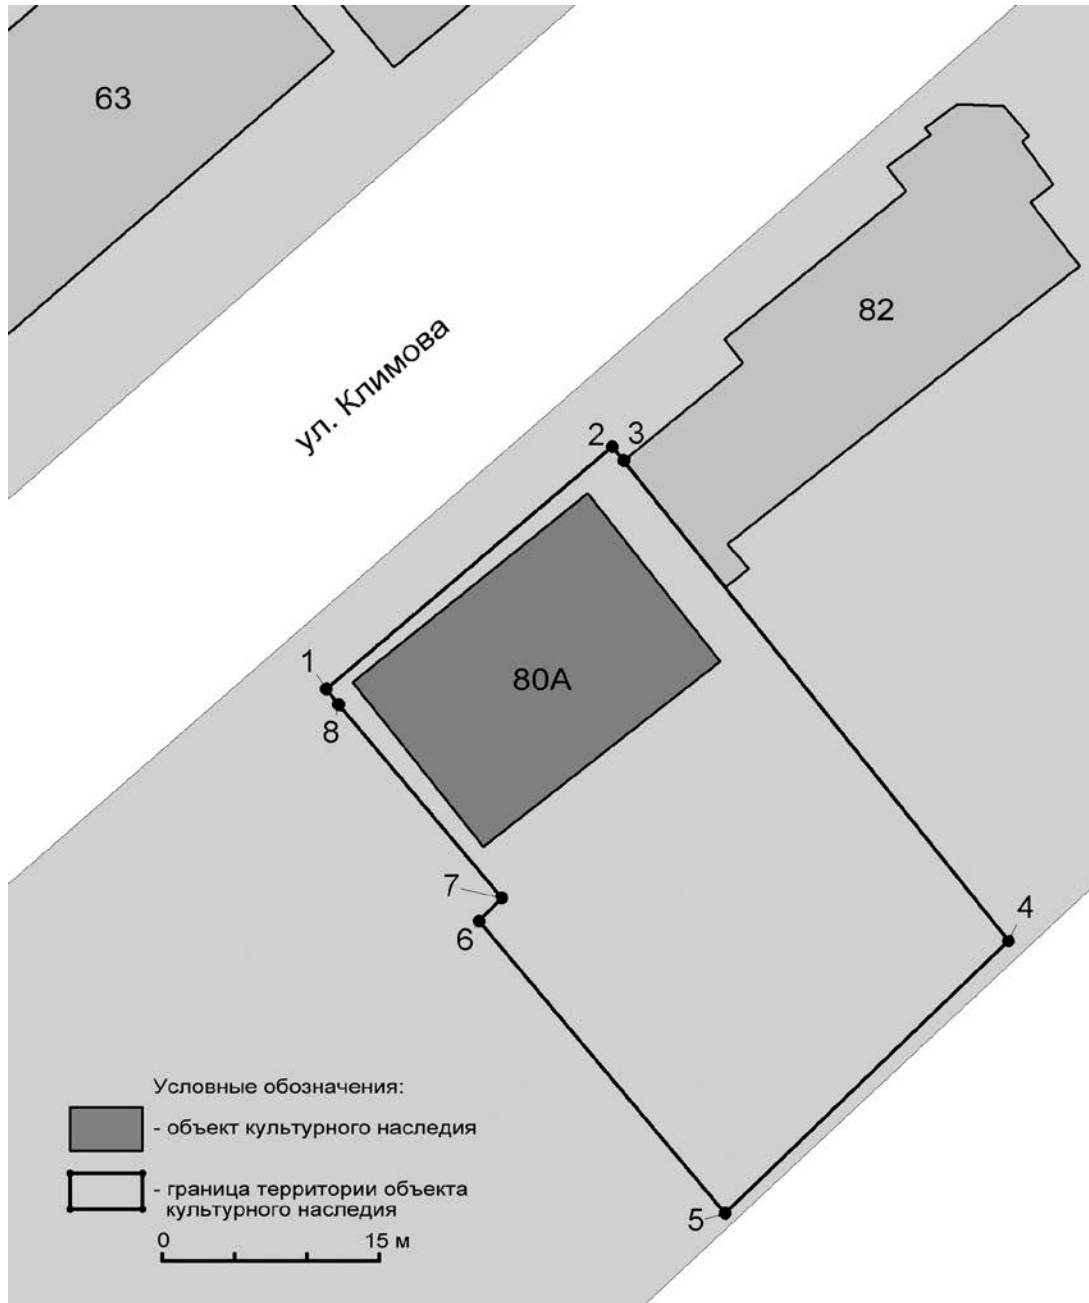 63
82
ул. Климова
2
3
1
80А
8
7
6
4
5
Условные обозначения:
- объект культурного наследия
- граница территории объекта
культурного наследия
0
15 м